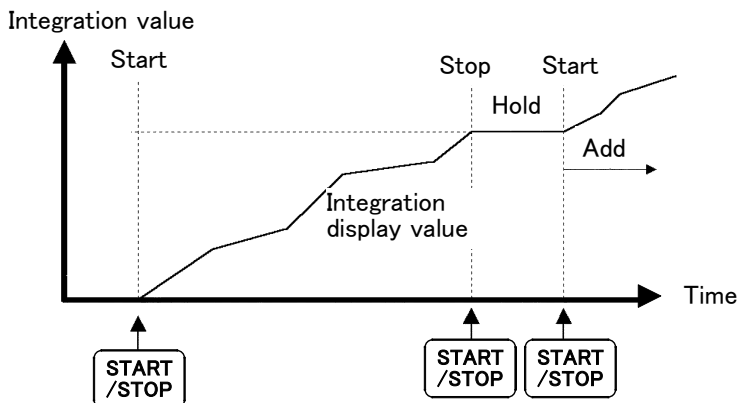 Integration value
Start
Stop
Start
Hold
Add
Integration
display value
Time
START
/STOP
START
/STOP
START
/STOP